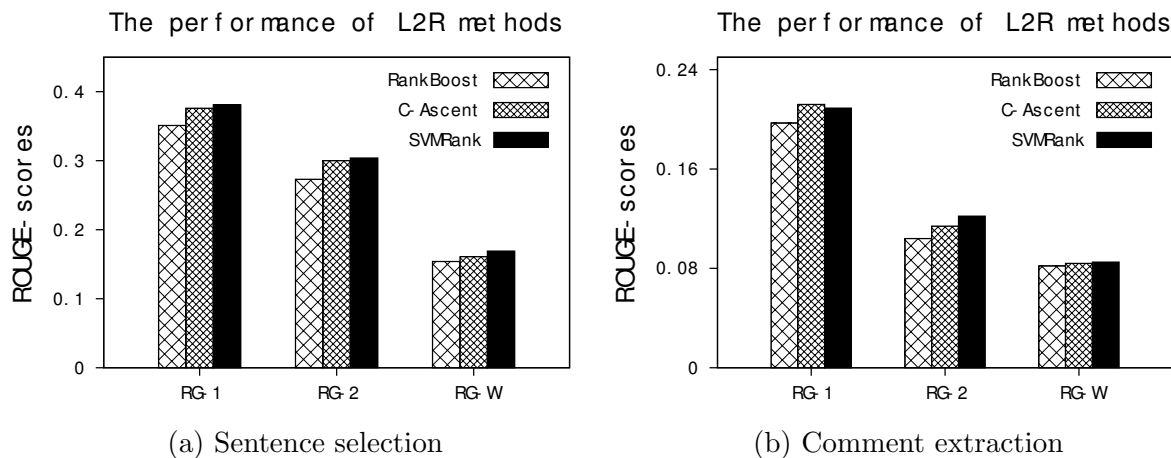 The performance of L2R methods
ROUGE-scores
0.4
0.3
0.2
0.1
0
RankBoost
C-Ascent
SVMRank
RG-1 RG-2 RG-W
(a) Sentence selection
The performance of L2R methods
ROUGE-scores
0.24
0.16
0.08
0
RankBoost
C-Ascent
SVMRank
RG-1 RG-2 RG-W
(b) Comment extraction